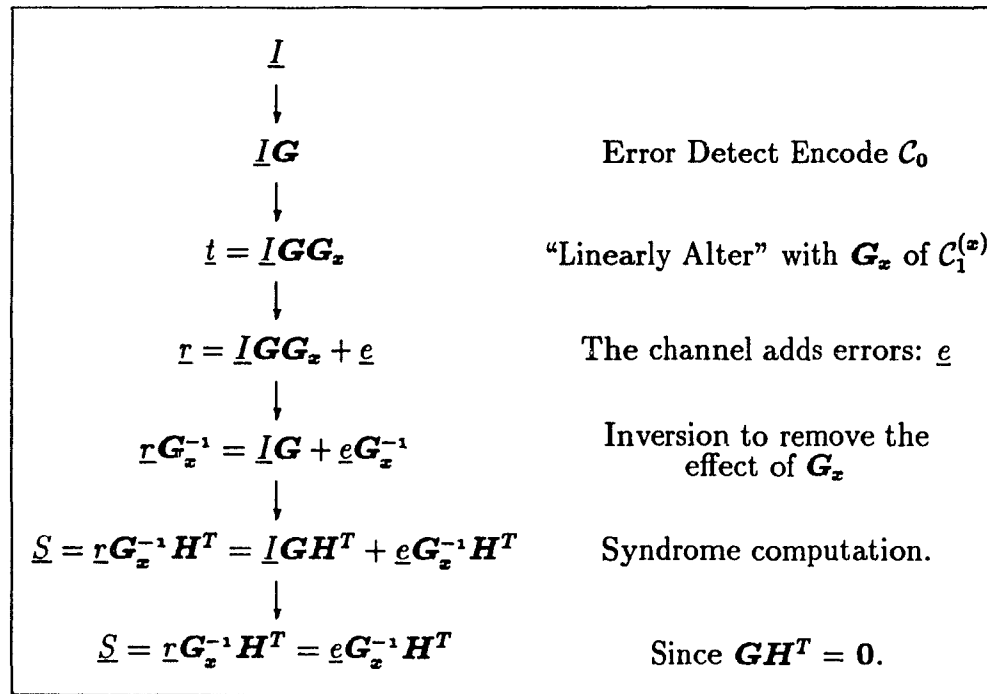 I
↓
IG Error Detect Encode C₀
↓
t = IGGₓ “Linearly Alter” with Gₓ of C₁⁽ˣ⁾
↓
r = IGGₓ + e The channel adds errors: e
↓
rGₓ⁻¹ = IG + eGₓ⁻¹ Inversion to remove the
effect of Gₓ
↓
S = rGₓ⁻¹Hᵀ = IGHᵀ + eGₓ⁻¹Hᵀ Syndrome computation.
↓
S = rGₓ⁻¹Hᵀ = eGₓ⁻¹Hᵀ Since GHᵀ = 0.